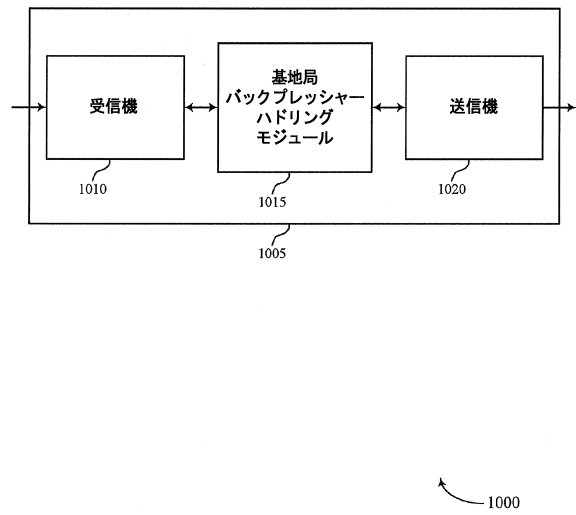 受信機
基地局
バックプレッシャー
ハドリング
モジュール
送信機
1010
1015
1020
1005
1000